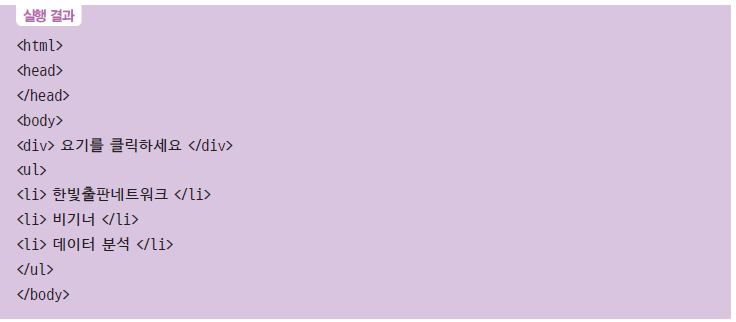 실행 결과
<html>
<head>
</head>
<body>
<div> 요기를 클릭하세요 </div>
<ul>
<li> 한빛출판네트워크 </li>
<li> 비기너 </li>
<li> 데이터 분석 </li>
</ul>
</body>